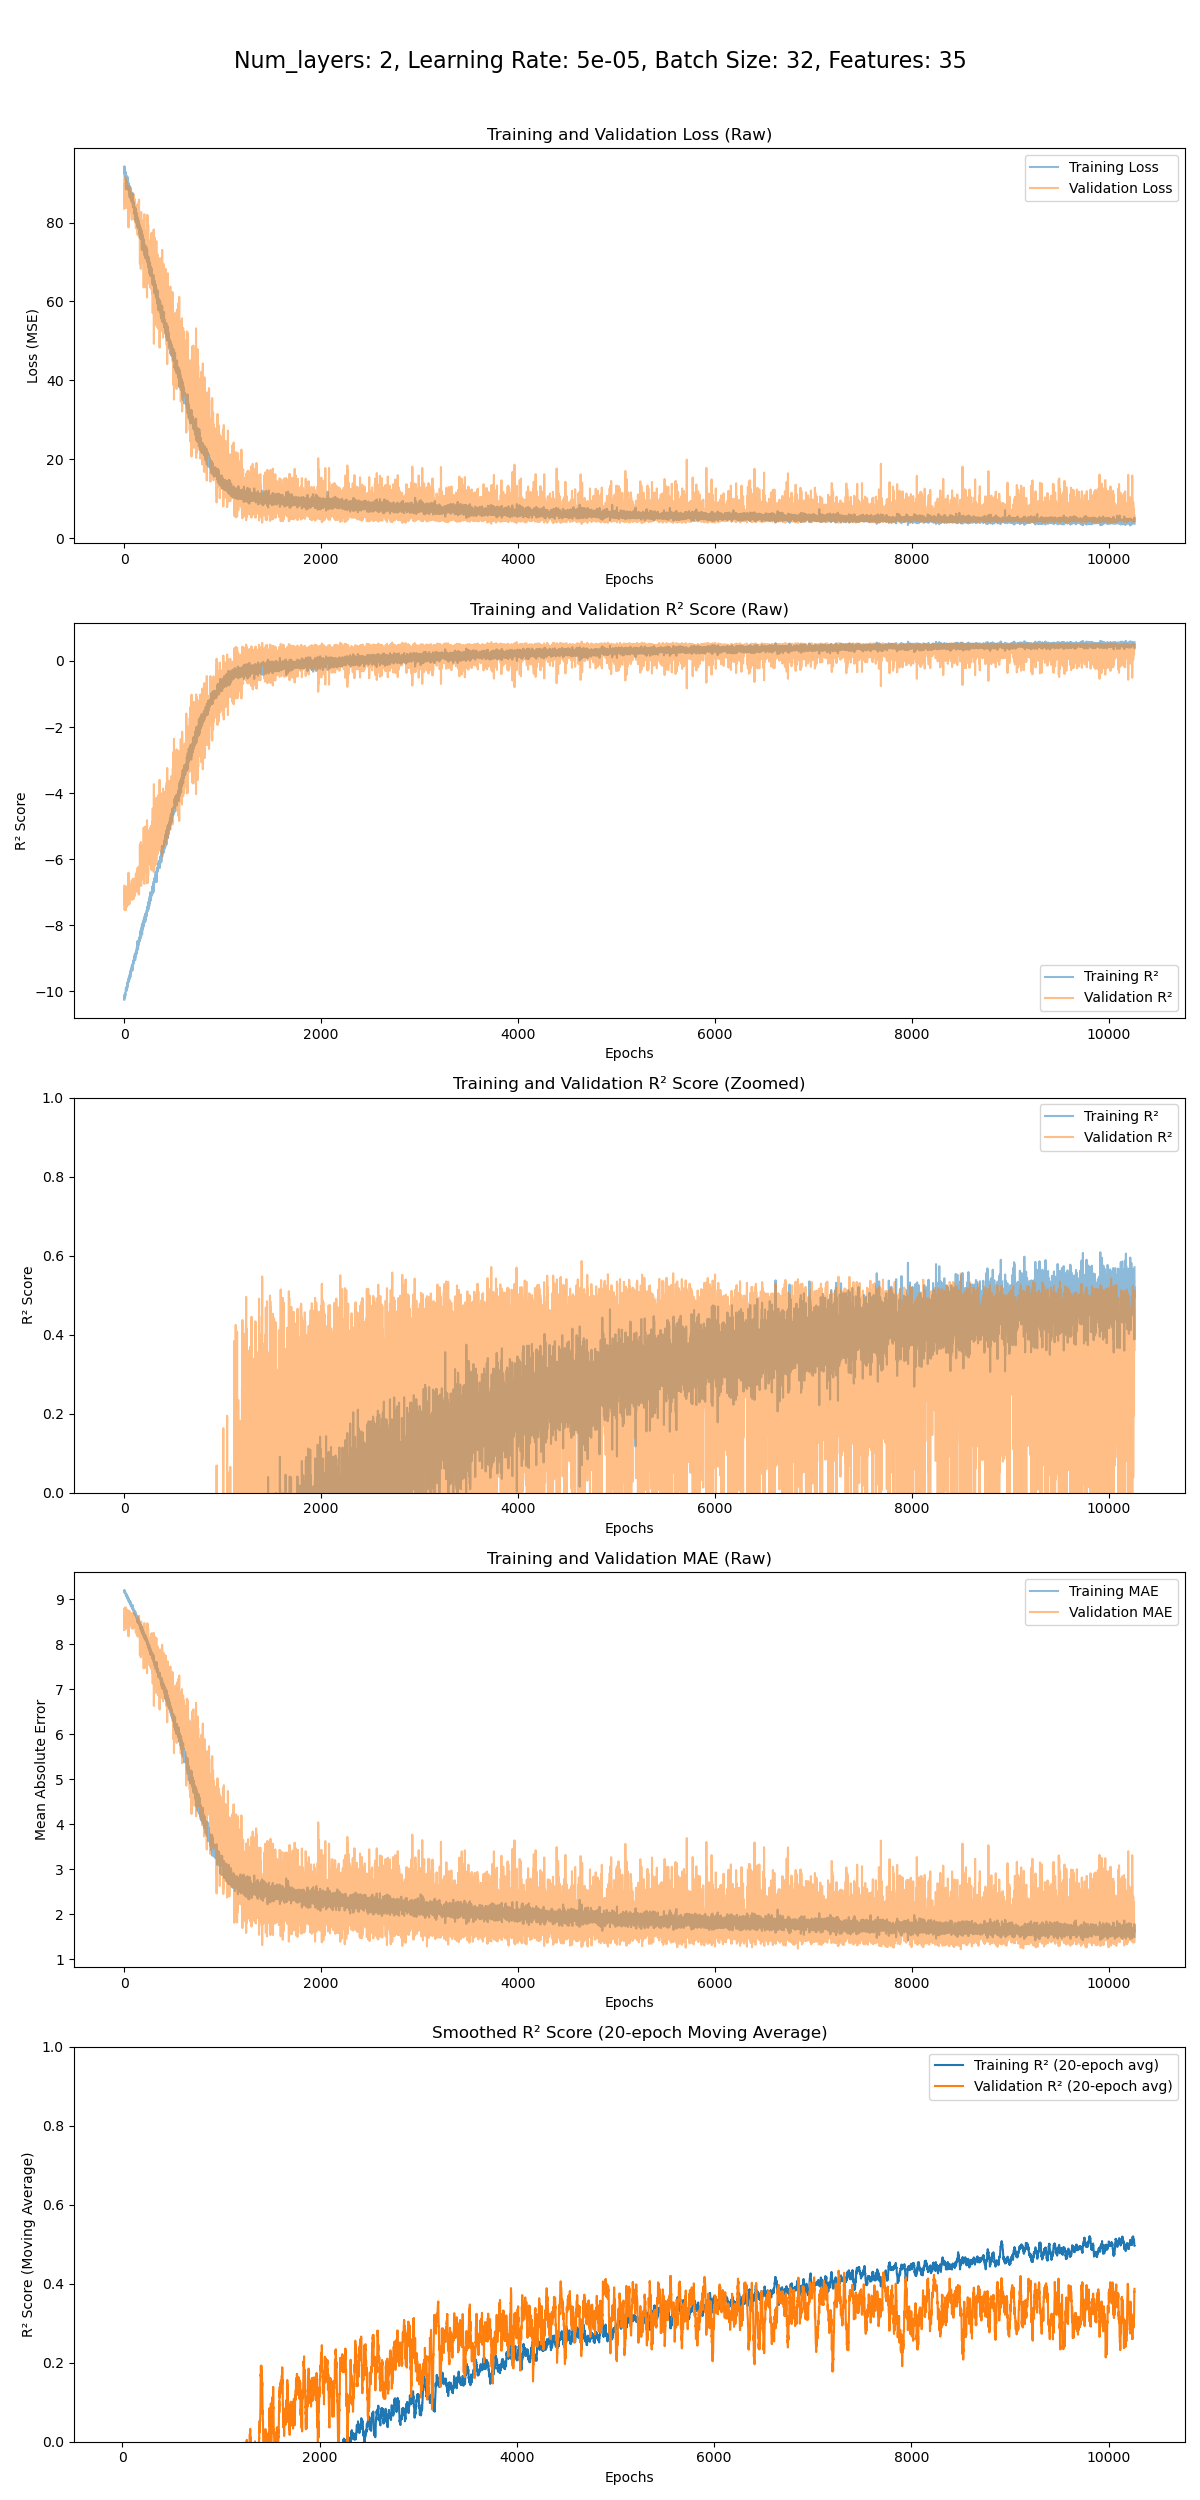 Num_layers: 2, Learning Rate: 5e-05, Batch Size: 32, Features: 35
Training and Validation Loss (Raw)
Training Loss
Validation Loss
Loss (MSE)
80
60
40
20
0
0 2000 4000 6000 8000 10000
Epochs
Training and Validation R² Score (Raw)
R² Score
0
−2
−4
−6
−8
−10
Training R²
Validation R²
0 2000 4000 6000 8000 10000
Epochs
Training and Validation R² Score (Zoomed)
Training R²
Validation R²
R² Score
1.0
0.8
0.6
0.4
0.2
0.0
0 2000 4000 6000 8000 10000
Epochs
Training and Validation MAE (Raw)
Training MAE
Validation MAE
Mean Absolute Error
9
8
7
6
5
4
3
2
1
0 2000 4000 6000 8000 10000
Epochs
Smoothed R² Score (20-epoch Moving Average)
Training R² (20-epoch avg)
Validation R² (20-epoch avg)
R² Score (Moving Average)
1.0
0.8
0.6
0.4
0.2
0.0
0 2000 4000 6000 8000 10000
Epochs